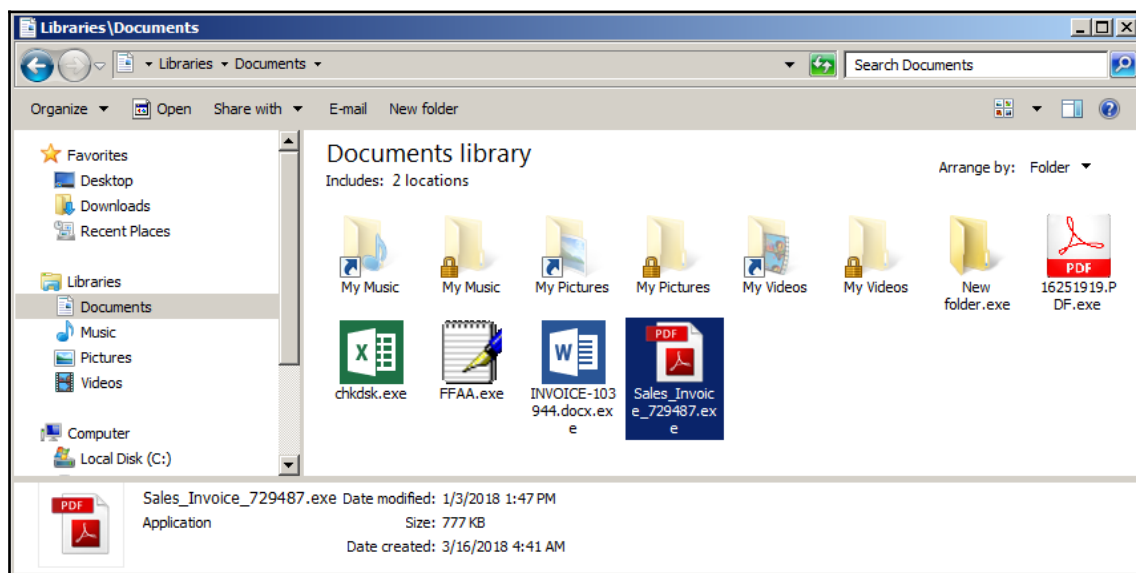 Libraries\Documents
Libraries Documents
Search Documents
Organize Open Share with E-mail New folder
Favorites
Desktop
Downloads
Recent Places
Libraries
Documents
Music
Pictures
Videos
Computer
Local Disk (C:)
Documents library
Includes: 2 locations
Arrange by: Folder
My Music
My Music
My Pictures
My Pictures
My Videos
My Videos
New
folder.exe
PDF
16251919.P
DF.exe
X
chkdsk.exe
FFAA.exe
W
INVOICE-103
944.docx.ex
e
PDF
Sales_Invoic
e_729487.ex
e
PDF
Sales_Invoice_729487.exe Date modified: 1/3/2018 1:47 PM
Application Size: 777 KB
Date created: 3/16/2018 4:41 AM